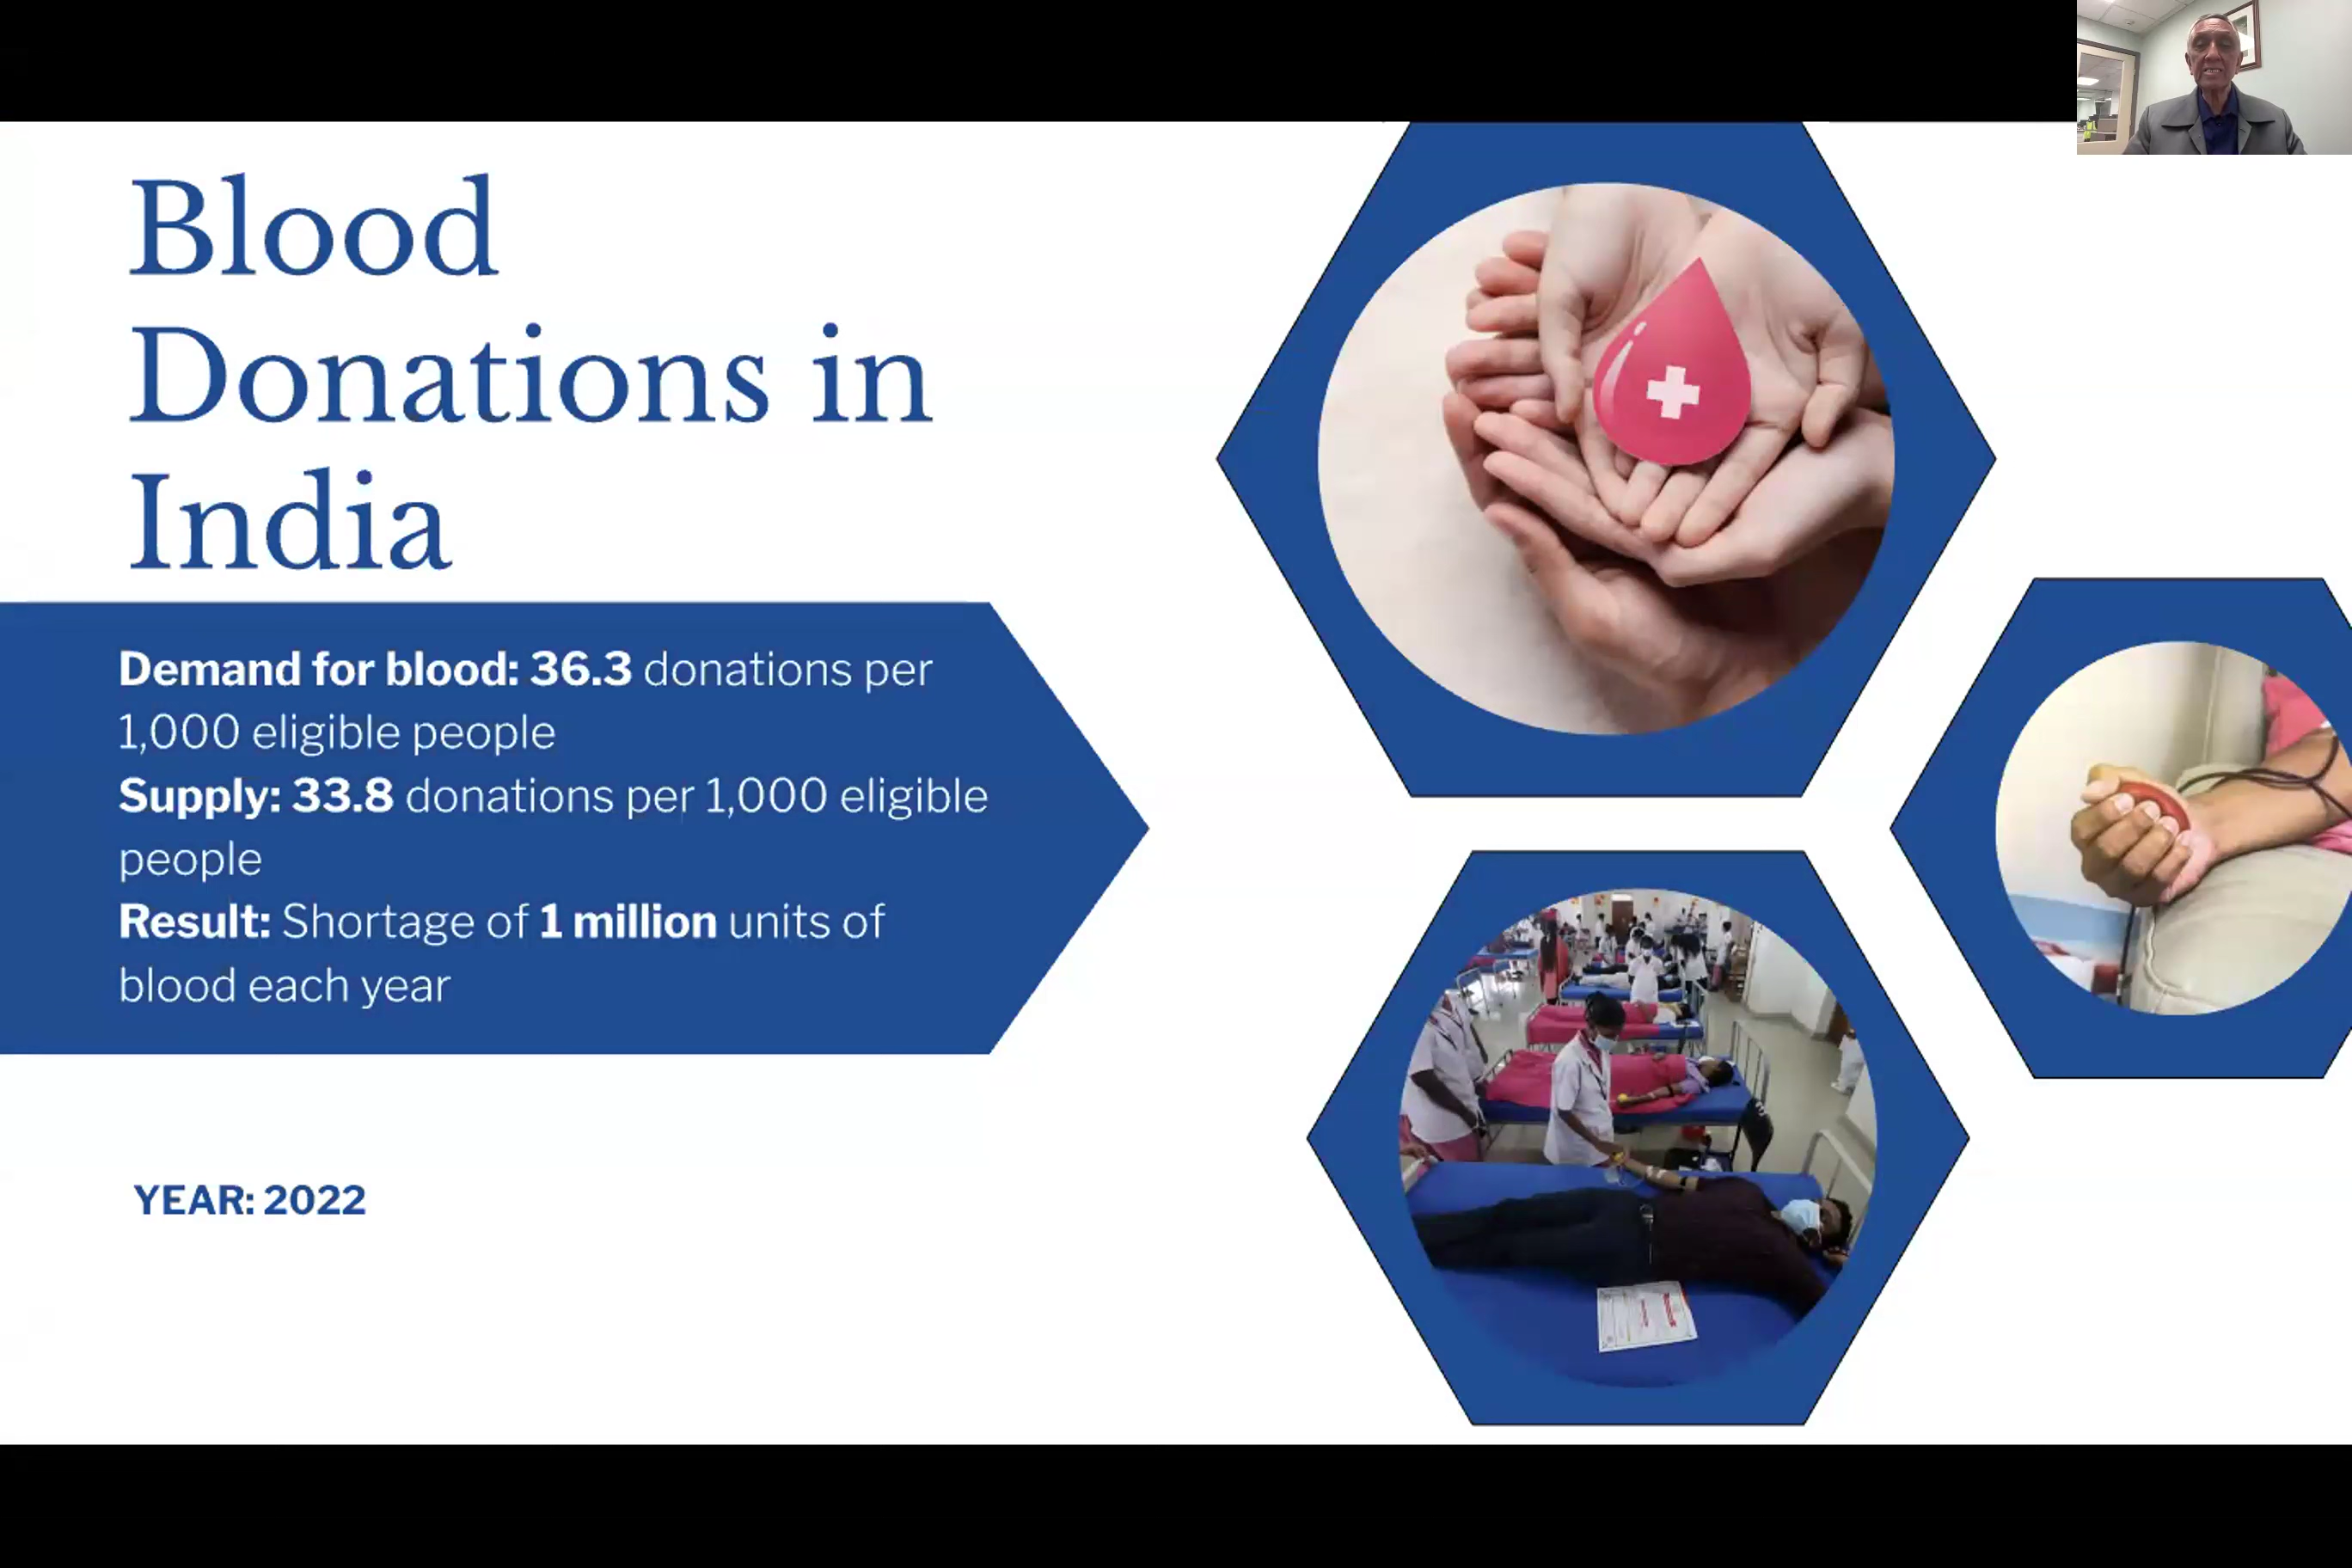 Blood
Donations in
India
Demand for blood: 36.3 donations per
1,000 eligible people
Supply: 33.8 donations per 1,000 eligible
people
Result: Shortage of 1 million units of
blood each year
YEAR: 2022